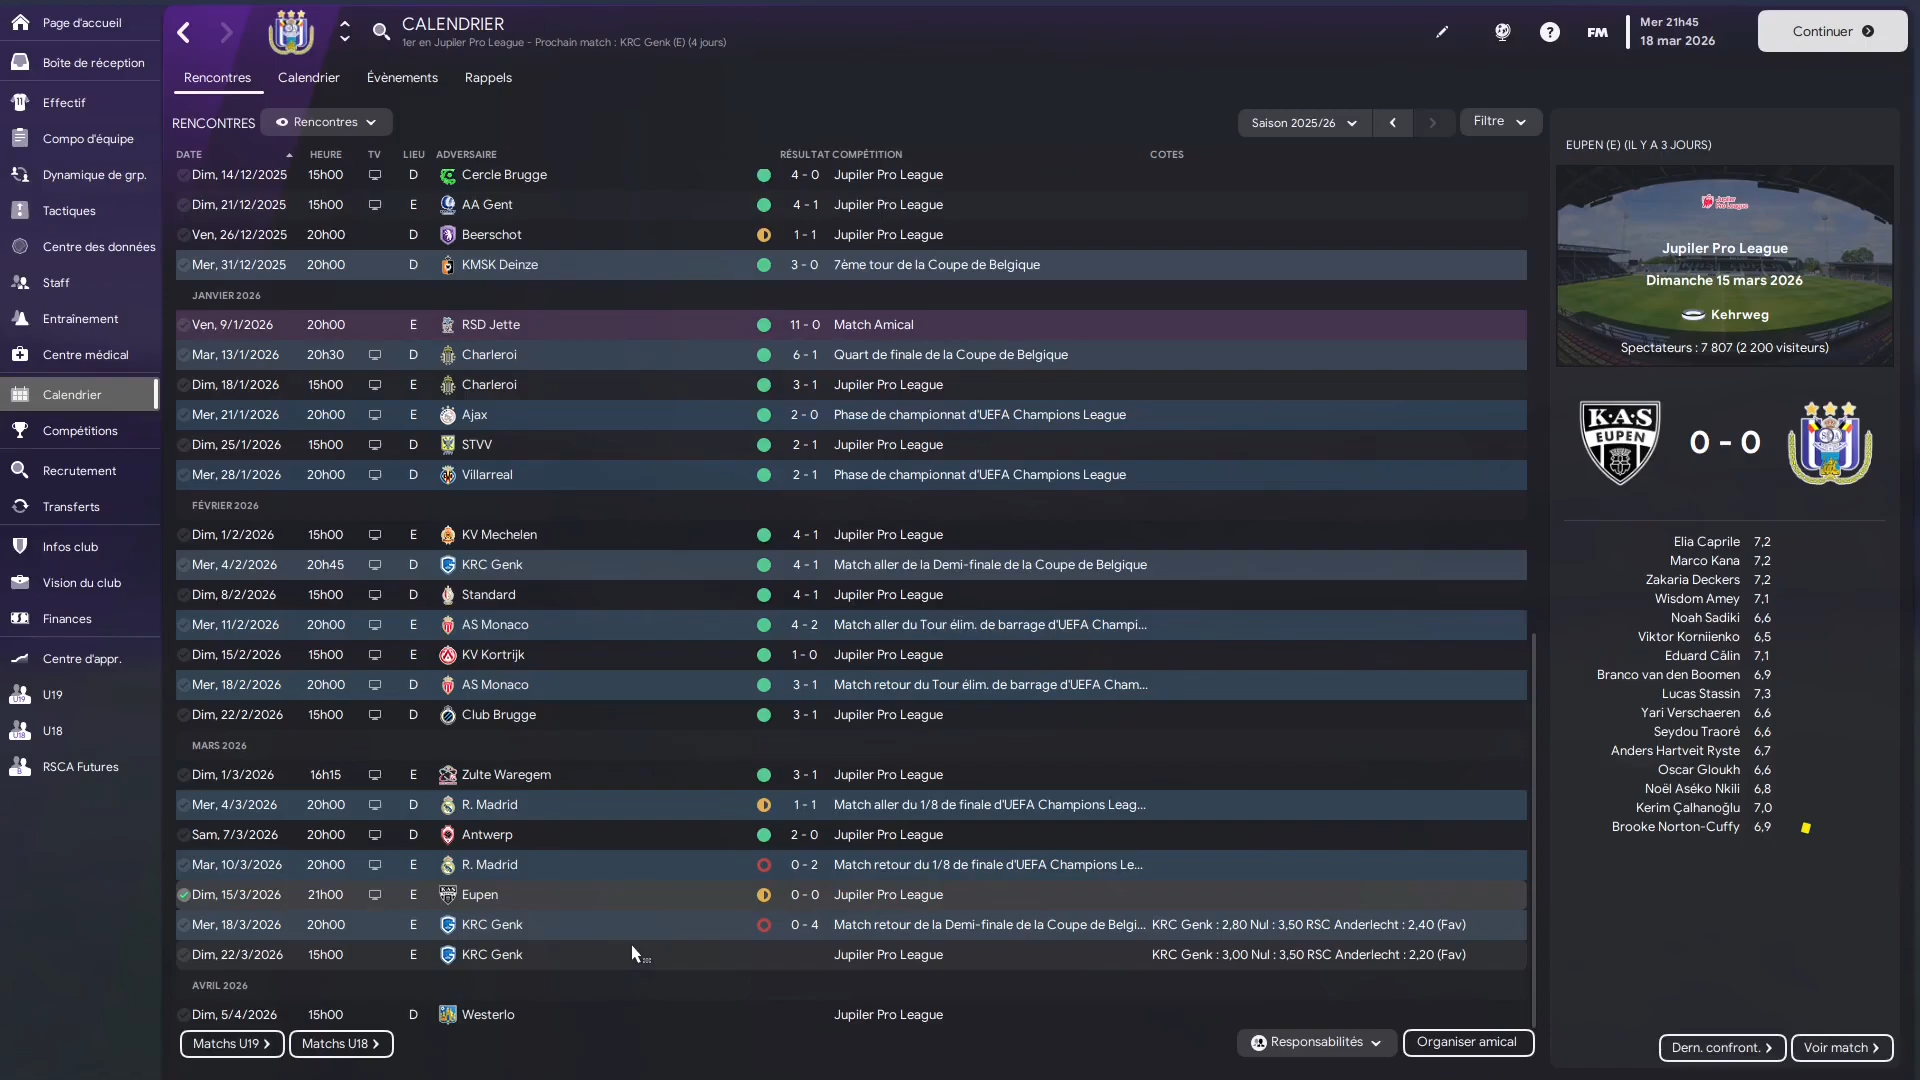 Page d'accueil
Boîte de réception
Effectif
Compo d'équipe
Dynamique de grp.
Tactiques
Centre des données
Staff
Entraînement
Centre médical
Calendrier
Compétitions
Recrutement
Transferts
Infos club
Vision du club
Finances
Centre d'appr.
U19
U18
RSCA Futures
CALENDRIER
1er en Jupiler Pro League - Prochain match : KRC Genk (E) (4 jours)
FM
Mer 21h45
18 mar 2026
Continuer
Rencontres Calendrier Évènements Rappels
RENCONTRES Rencontres Saison 2025/26 Filtre
DATE HEURE TV LIEU ADVERSAIRE RÉSULTAT COMPÉTITION COTES
Dim, 14/12/2025 15h00 D Cercle Brugge 4 - 0 Jupiler Pro League
Dim, 21/12/2025 15h00 E AA Gent 4 - 1 Jupiler Pro League
Ven, 26/12/2025 20h00 D Beerschot 1 - 1 Jupiler Pro League
Mer, 31/12/2025 20h00 D KMSK Deinze 3 - 0 7ème tour de la Coupe de Belgique
JANVIER 2026
Ven, 9/1/2026 20h00 E RSD Jette 11 - 0 Match Amical
Mar, 13/1/2026 20h30 D Charleroi 6 - 1 Quart de finale de la Coupe de Belgique
Dim, 18/1/2026 15h00 E Charleroi 3 - 1 Jupiler Pro League
Mer, 21/1/2026 20h00 E Ajax 2 - 0 Phase de championnat d'UEFA Champions League
Dim, 25/1/2026 15h00 D STVV 2 - 1 Jupiler Pro League
Mer, 28/1/2026 20h00 D Villarreal 2 - 1 Phase de championnat d'UEFA Champions League
FÉVRIER 2026
Dim, 1/2/2026 15h00 E KV Mechelen 4 - 1 Jupiler Pro League
Mer, 4/2/2026 20h45 D KRC Genk 4 - 1 Match aller de la Demi-finale de la Coupe de Belgique
Dim, 8/2/2026 15h00 D Standard 4 - 1 Jupiler Pro League
Mer, 11/2/2026 20h00 E AS Monaco 4 - 2 Match aller du Tour élim. de barrage d'UEFA Champi...
Dim, 15/2/2026 15h00 E KV Kortrijk 1 - 0 Jupiler Pro League
Mer, 18/2/2026 20h00 D AS Monaco 3 - 1 Match retour du Tour élim. de barrage d'UEFA Cham...
Dim, 22/2/2026 15h00 D Club Brugge 3 - 1 Jupiler Pro League
MARS 2026
Dim, 1/3/2026 16h15 E Zulte Waregem 3 - 1 Jupiler Pro League
Mer, 4/3/2026 20h00 D R. Madrid 1 - 1 Match aller du 1/8 de finale d'UEFA Champions Leag...
Sam, 7/3/2026 20h00 D Antwerp 2 - 0 Jupiler Pro League
Mar, 10/3/2026 20h00 E R. Madrid 0 - 2 Match retour du 1/8 de finale d'UEFA Champions Le...
Dim, 15/3/2026 21h00 E Eupen 0 - 0 Jupiler Pro League
Mer, 18/3/2026 20h00 E KRC Genk 0 - 4 Match retour de la Demi-finale de la Coupe de Belgi... KRC Genk : 2,80 Nul : 3,50 RSC Anderlecht : 2,40 (Fav)
Dim, 22/3/2026 15h00 E KRC Genk Jupiler Pro League KRC Genk : 3,00 Nul : 3,50 RSC Anderlecht : 2,20 (Fav)
AVRIL 2026
Dim, 5/4/2026 15h00 D Westerlo Jupiler Pro League
Matchs U19 Matchs U18 Responsabilités Organiser amical
EUPEN (E) (IL Y A 3 JOURS)
Jupiler Pro League
Dimanche 15 mars 2026
Kehrweg
Spectateurs : 7 807 (2 200 visiteurs)
K.A.S
EUPEN
0 - 0
Elia Caprile 7,2
Marco Kana 7,2
Zakaria Deckers 7,2
Wisdom Amey 7,1
Noah Sadiki 6,6
Viktor Korniienko 6,5
Eduard Călin 7,1
Branco van den Boomen 6,9
Lucas Stassin 7,3
Yari Verschaeren 6,6
Seydou Traoré 6,6
Anders Hartveit Ryste 6,7
Oscar Gloukh 6,6
Noël Aséko Nkili 6,8
Kerim Çalhanoğlu 7,0
Brooke Norton-Cuffy 6,9
Dern. confront. Voir match